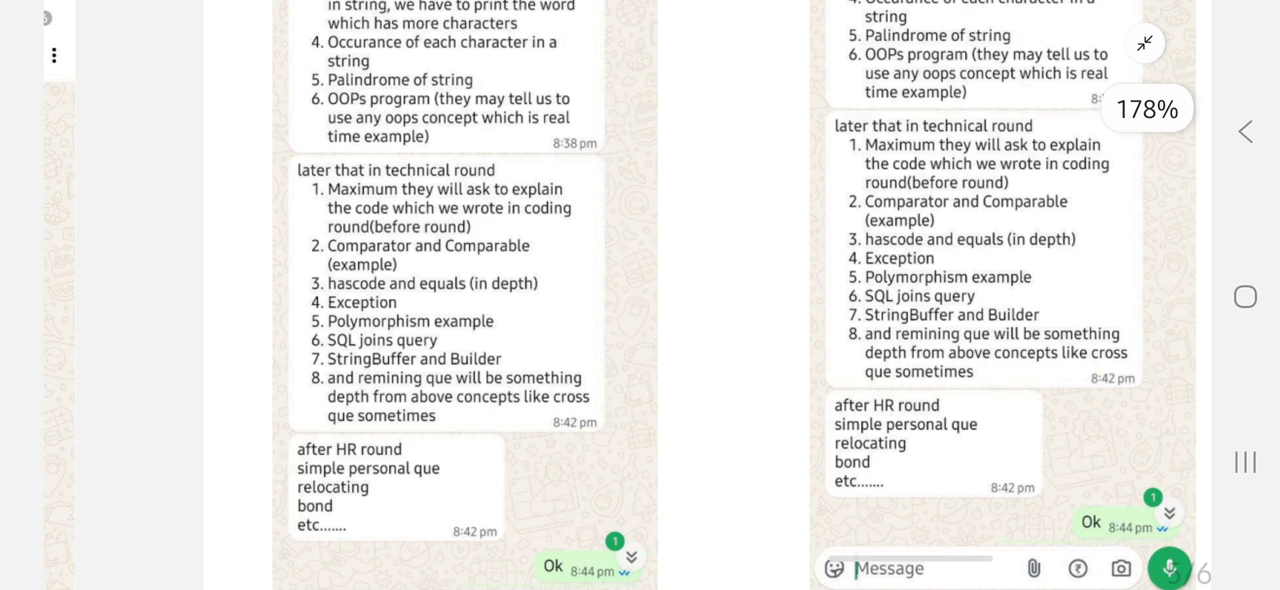 in string, we have to print the word
which has more characters
4. Occurance of each character in a
string
5. Palindrome of string
6. OOPs program (they may tell us to
use any oops concept which is real
time example)
8:38 pm
later that in technical round
1. Maximum they will ask to explain
the code which we wrote in coding
round(before round)
2. Comparator and Comparable
(example)
3. hascode and equals (in depth)
4. Exception
5. Polymorphism example
6. SQL joins query
7. StringBuffer and Builder
8. and remining que will be something
depth from above concepts like cross
que sometimes
8:42 pm
after HR round
simple personal que
relocating
bond
etc.......
8:42 pm
1
Ok 8:44 pm
4. Occurance of each character in a
string
5. Palindrome of string
6. OOPs program (they may tell us to
use any oops concept which is real
time example)
8:
178%
later that in technical round
1. Maximum they will ask to explain
the code which we wrote in coding
round(before round)
2. Comparator and Comparable
(example)
3. hascode and equals (in depth)
4. Exception
5. Polymorphism example
6. SQL joins query
7. StringBuffer and Builder
8. and remining que will be something
depth from above concepts like cross
que sometimes
8:42 pm
after HR round
simple personal que
relocating
bond
etc.......
8:42 pm
1
Ok 8:44 pm
Message
5/6